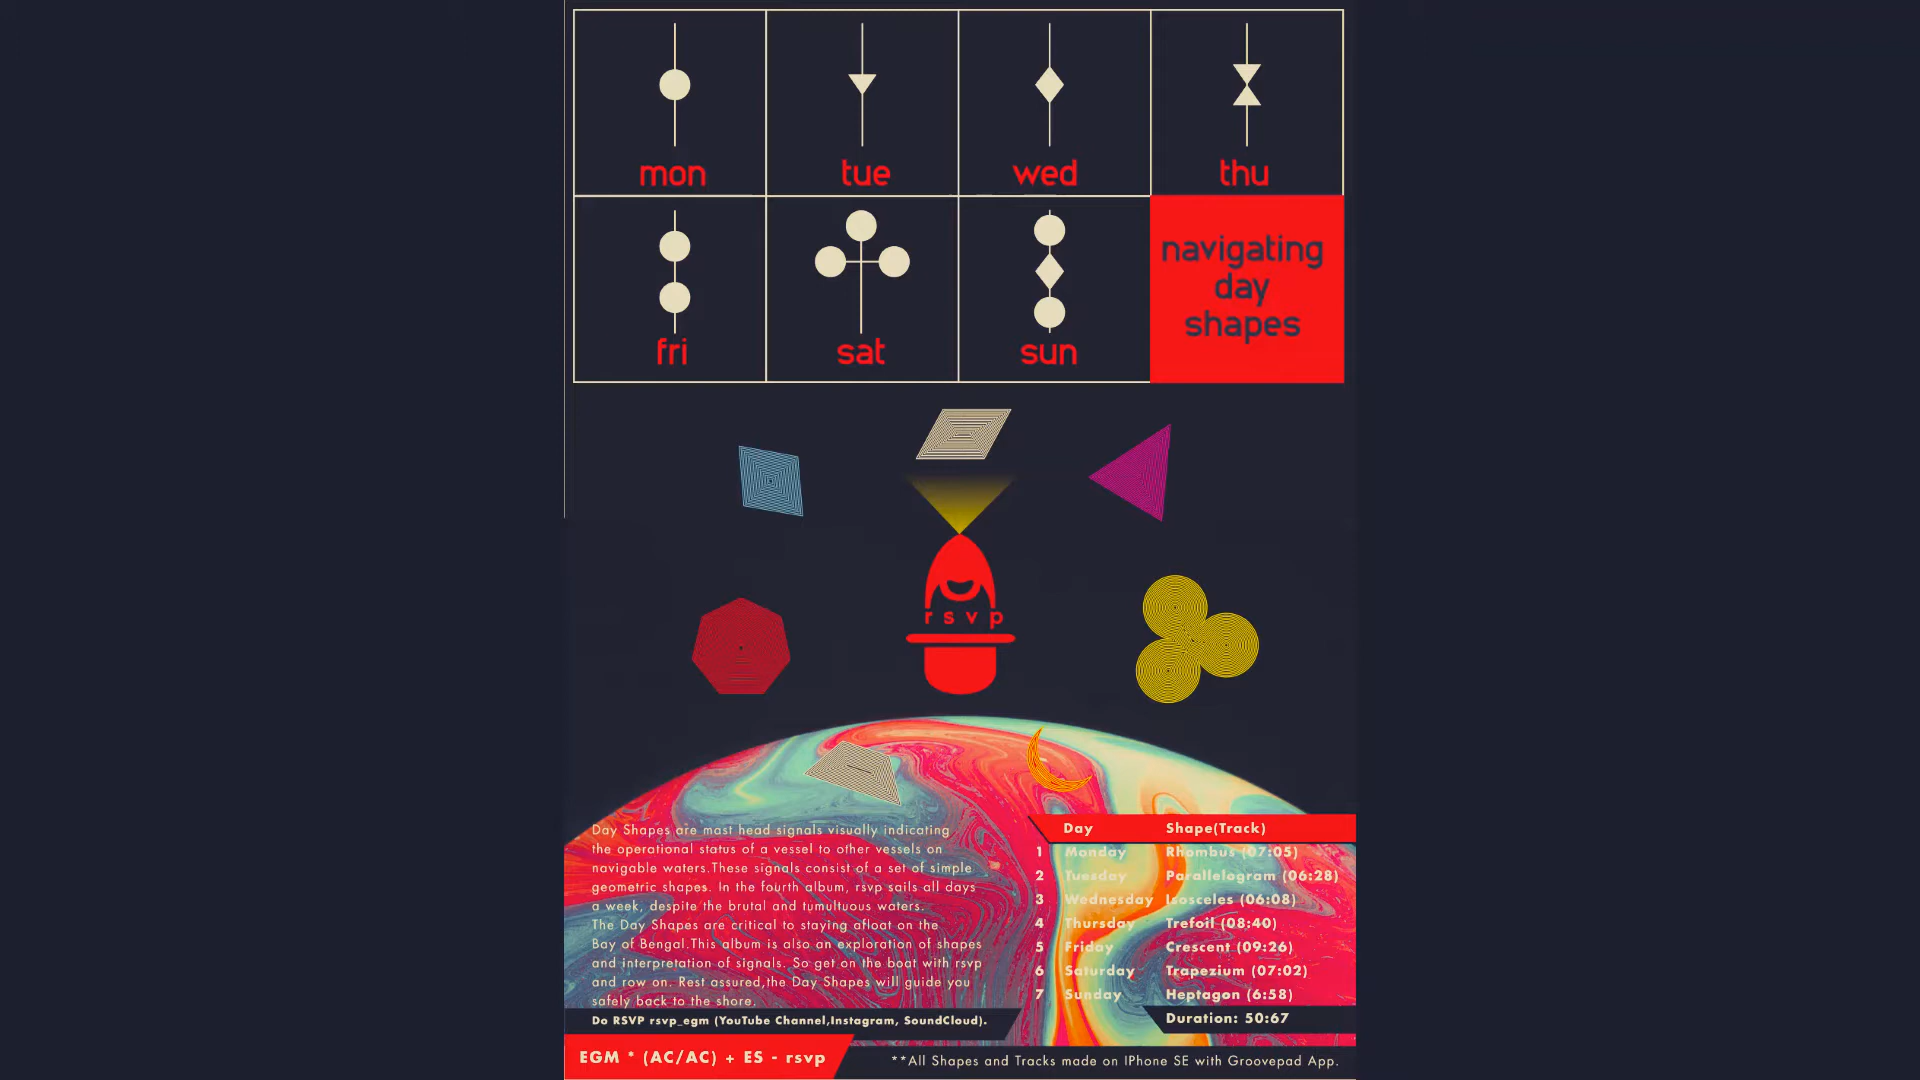 mon
tue
wed
thu
fri
sat
sun
navigating
day
shapes
rsvp
Day Shapes are mast head signals visually indicating
the operational status of a vessel to other vessels on
navigable waters.These signals consist of a set of simple
geometric shapes. In the fourth album, rsvp sails all days
a week, despite the brutal and tumultuous waters.
The Day Shapes are critical to staying afloat on the
Bay of Bengal.This album is also an exploration of shapes
and interpretation of signals. So get on the boat with rsvp
and row on. Rest assured,the Day Shapes will guide you
safely back to the shore.
Do RSVP rsvp_egm (YouTube Channel,Instagram, SoundCloud).
Day Shape(Track)
1 Monday Rhombus (07:05)
2 Tuesday Parallelogram (06:28)
3 Wednesday Isosceles (06:08)
4 Thursday Trefoil (08:40)
5 Friday Crescent (09:26)
6 Saturday Trapezium (07:02)
7 Sunday Heptagon (6:58)
Duration: 50:67
EGM * (AC/AC) + ES - rsvp
**All Shapes and Tracks made on IPhone SE with Groovepad App.